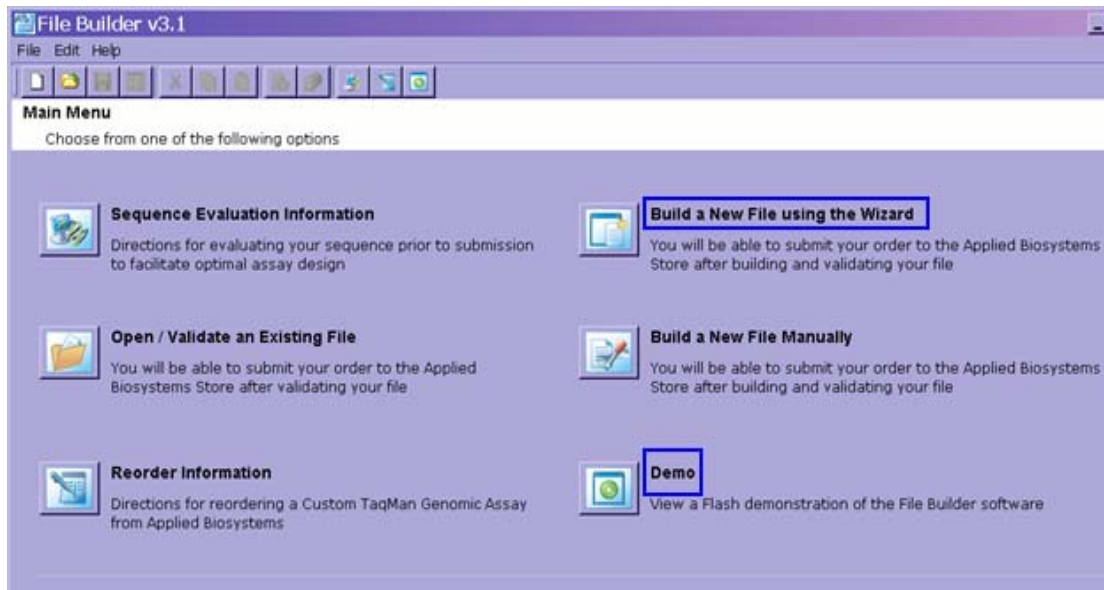 File Builder v3.1
File Edit Help
Main Menu
Choose from one of the following options
Sequence Evaluation Information
Directions for evaluating your sequence prior to submission
to facilitate optimal assay design
Build a New File using the Wizard
You will be able to submit your order to the Applied Biosystems
Store after building and validating your file
Open / Validate an Existing File
You will be able to submit your order to the Applied
Biosystems Store after validating your file
Build a New File Manually
You will be able to submit your order to the Applied Biosystems
Store after building and validating your file
Reorder Information
Directions for reordering a Custom TaqMan Genomic Assay
from Applied Biosystems
Demo
View a Flash demonstration of the File Builder software